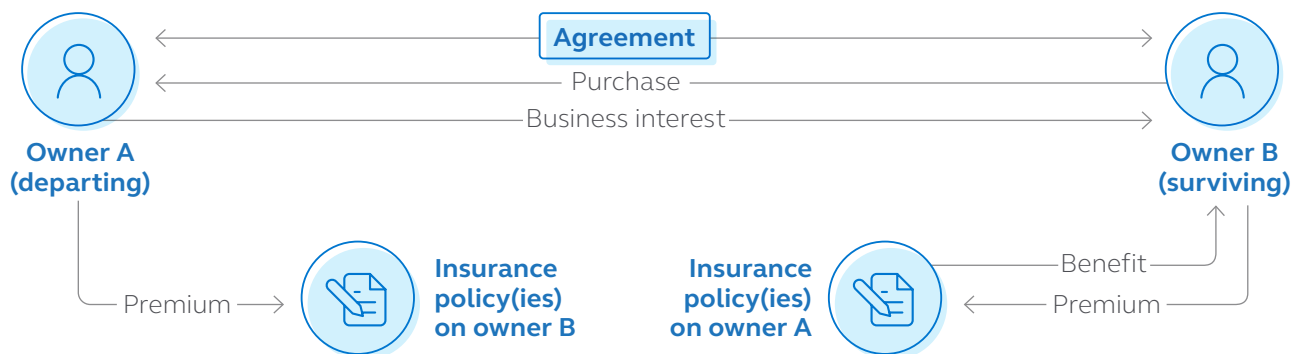 Agreement
Purchase
Business interest
Owner A
(departing)
Owner B
(surviving)
Premium
Insurance
policy(ies)
on owner B
Insurance
policy(ies)
on owner A
Benefit
Premium